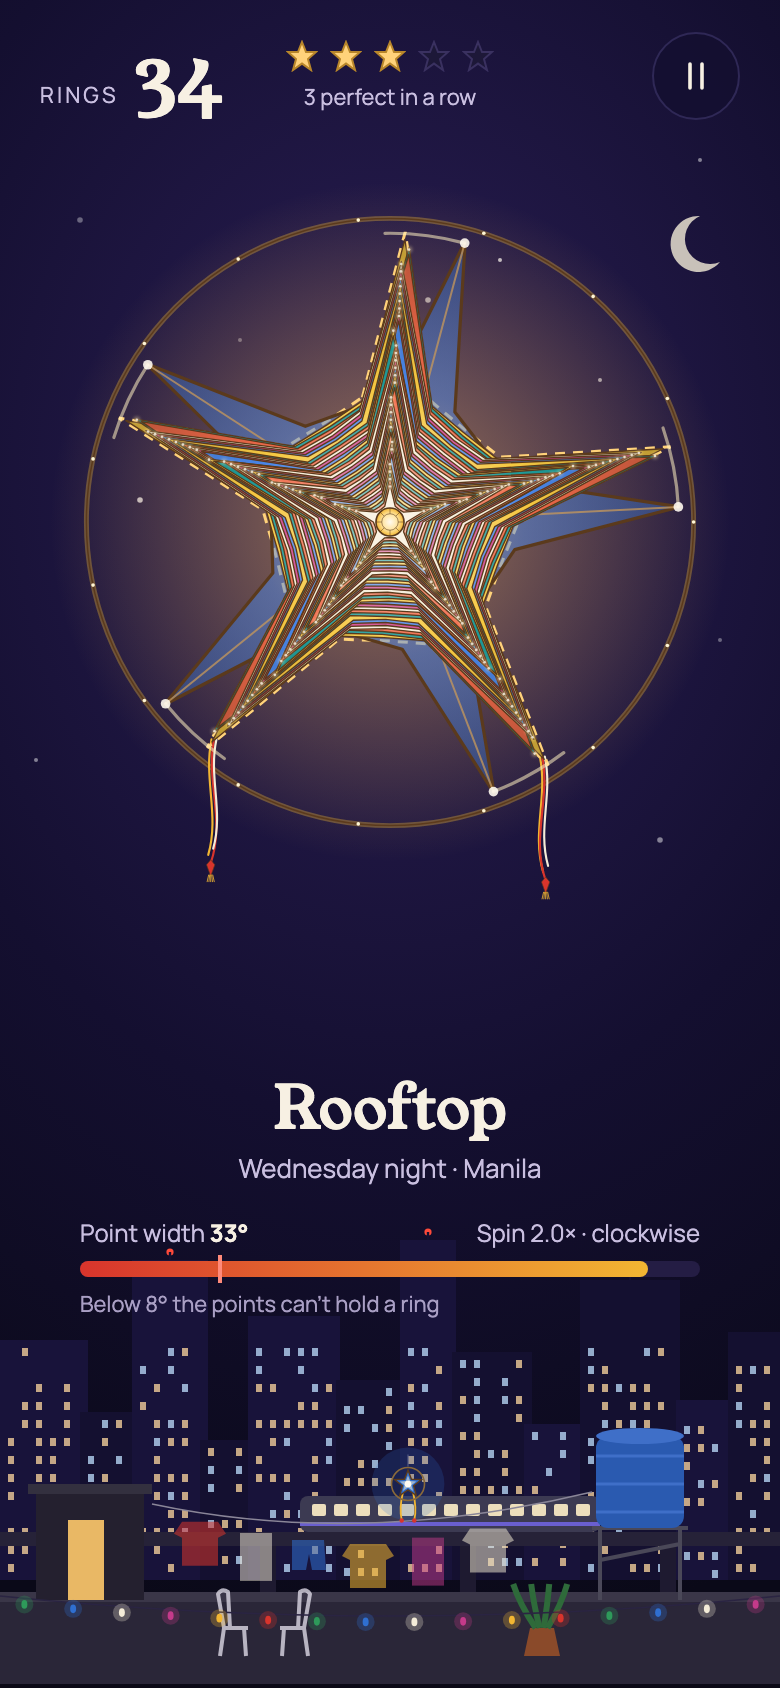 RINGS 34
3 perfect in a row
Rooftop
Wednesday night · Manila
Point width 33° Spin 2.0× · clockwise
Below 8° the points can't hold a ring